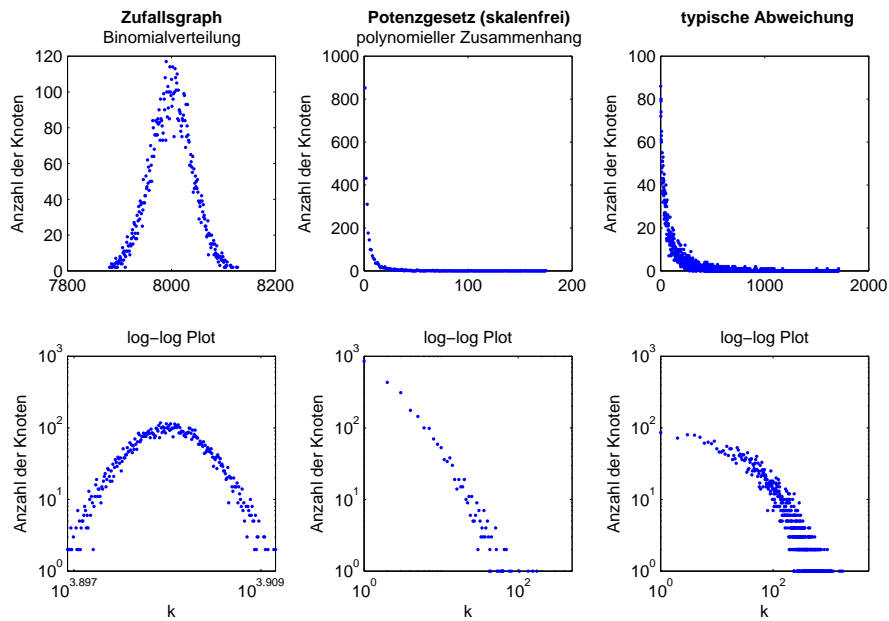 Zufallsgraph
Binomialverteilung
Anzahl der Knoten
120
100
80
60
40
20
0
7800
8000
8200
Potenzgesetz (skalenfrei)
polynomieller Zusammenhang
Anzahl der Knoten
1000
800
600
400
200
0
0
100
200
typische Abweichung
Anzahl der Knoten
100
80
60
40
20
0
0
1000
2000
log−log Plot
Anzahl der Knoten
10^3
10^2
10^1
10^0
10^3.897
10^3.909
k
log−log Plot
Anzahl der Knoten
10^3
10^2
10^1
10^0
10^0
10^2
k
log−log Plot
Anzahl der Knoten
10^3
10^2
10^1
10^0
10^0
10^2
k